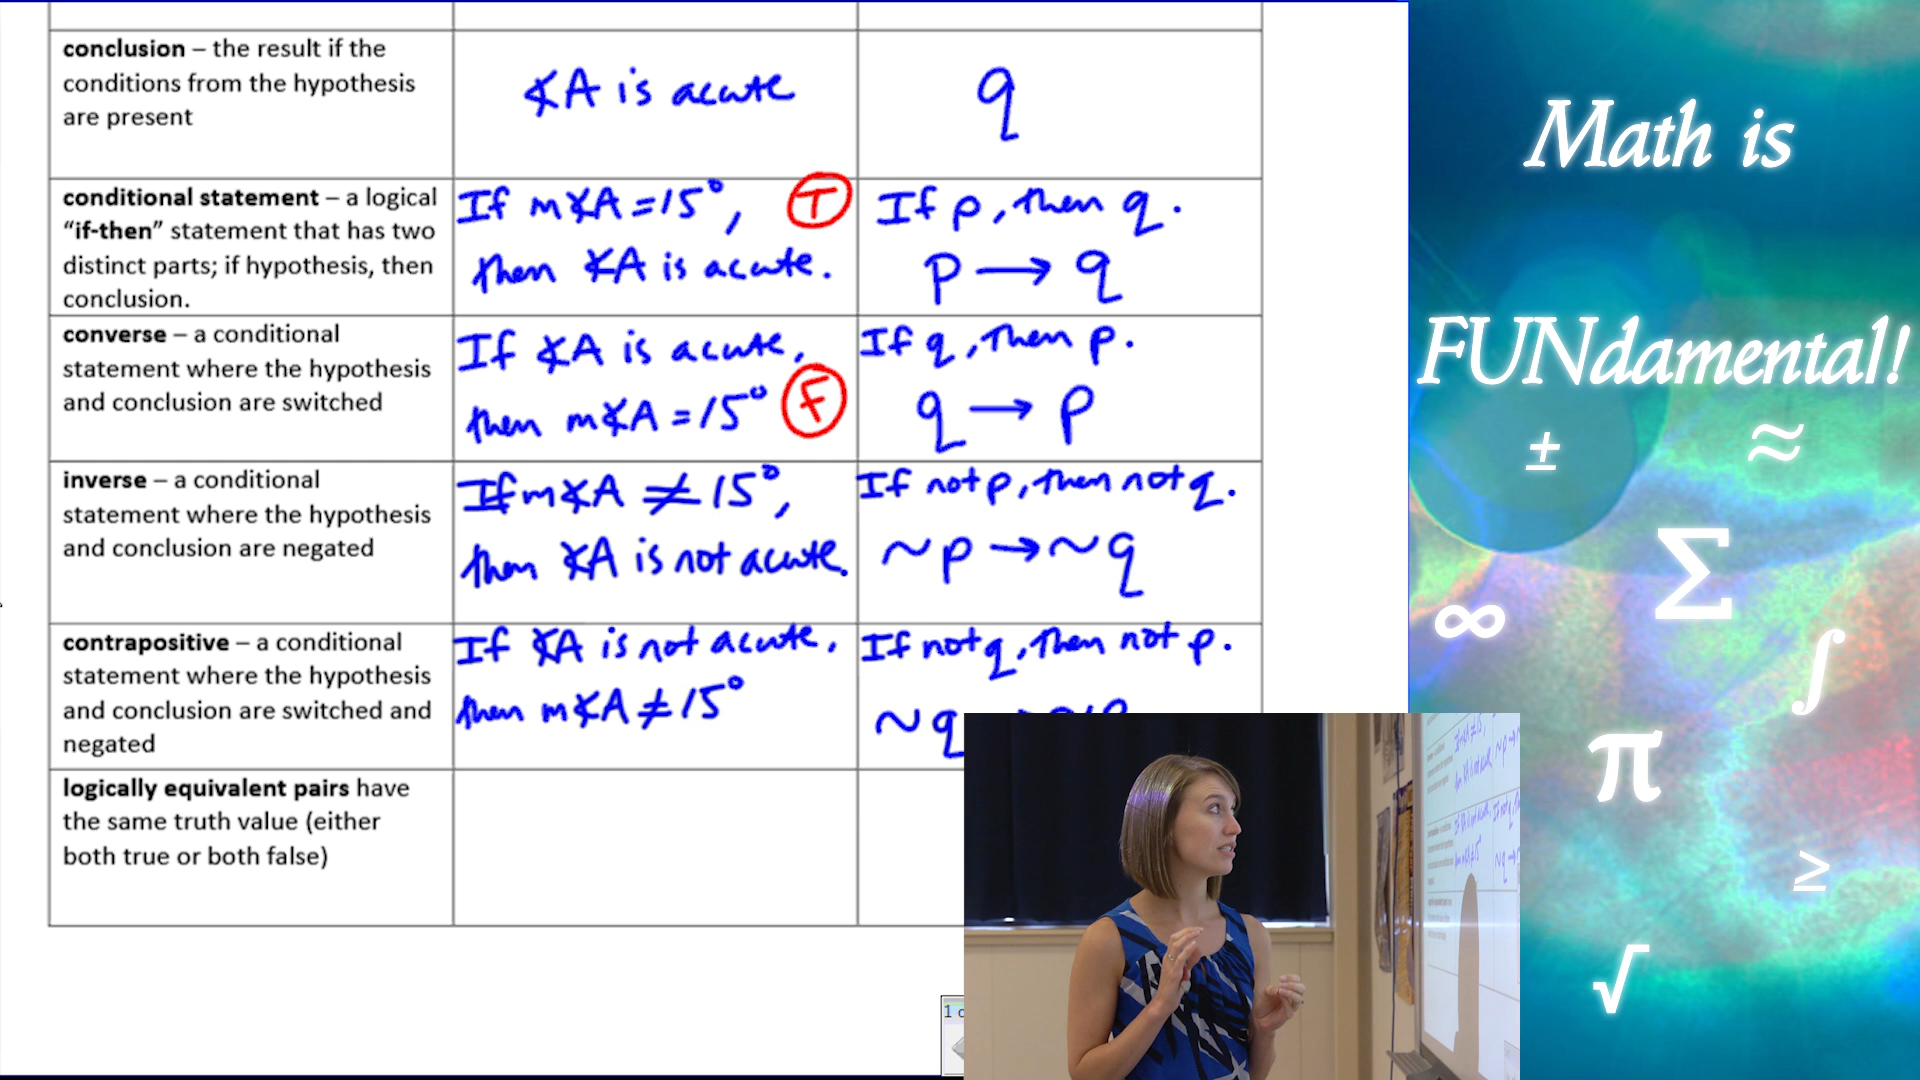 conclusion – the result if the
conditions from the hypothesis
are present
∡A is acute
q
conditional statement – a logical
“if-then” statement that has two
distinct parts; if hypothesis, then
conclusion.
If m∡A = 15°,
T
then ∡A is acute.
If p, then q.
p → q
converse – a conditional
statement where the hypothesis
and conclusion are switched
If ∡A is acute,
then m∡A = 15°
F
If q, then p.
q → p
inverse – a conditional
statement where the hypothesis
and conclusion are negated
If m∡A ≠ 15°,
then ∡A is not acute.
If not p, then not q.
~p → ~q
contrapositive – a conditional
statement where the hypothesis
and conclusion are switched and
negated
If ∡A is not acute,
then m∡A ≠ 15°
If not q, then not p.
~q
logically equivalent pairs have
the same truth value (either
both true or both false)
Math is
FUNdamental!
± ≈
Σ
∞
∫
π
≥
√